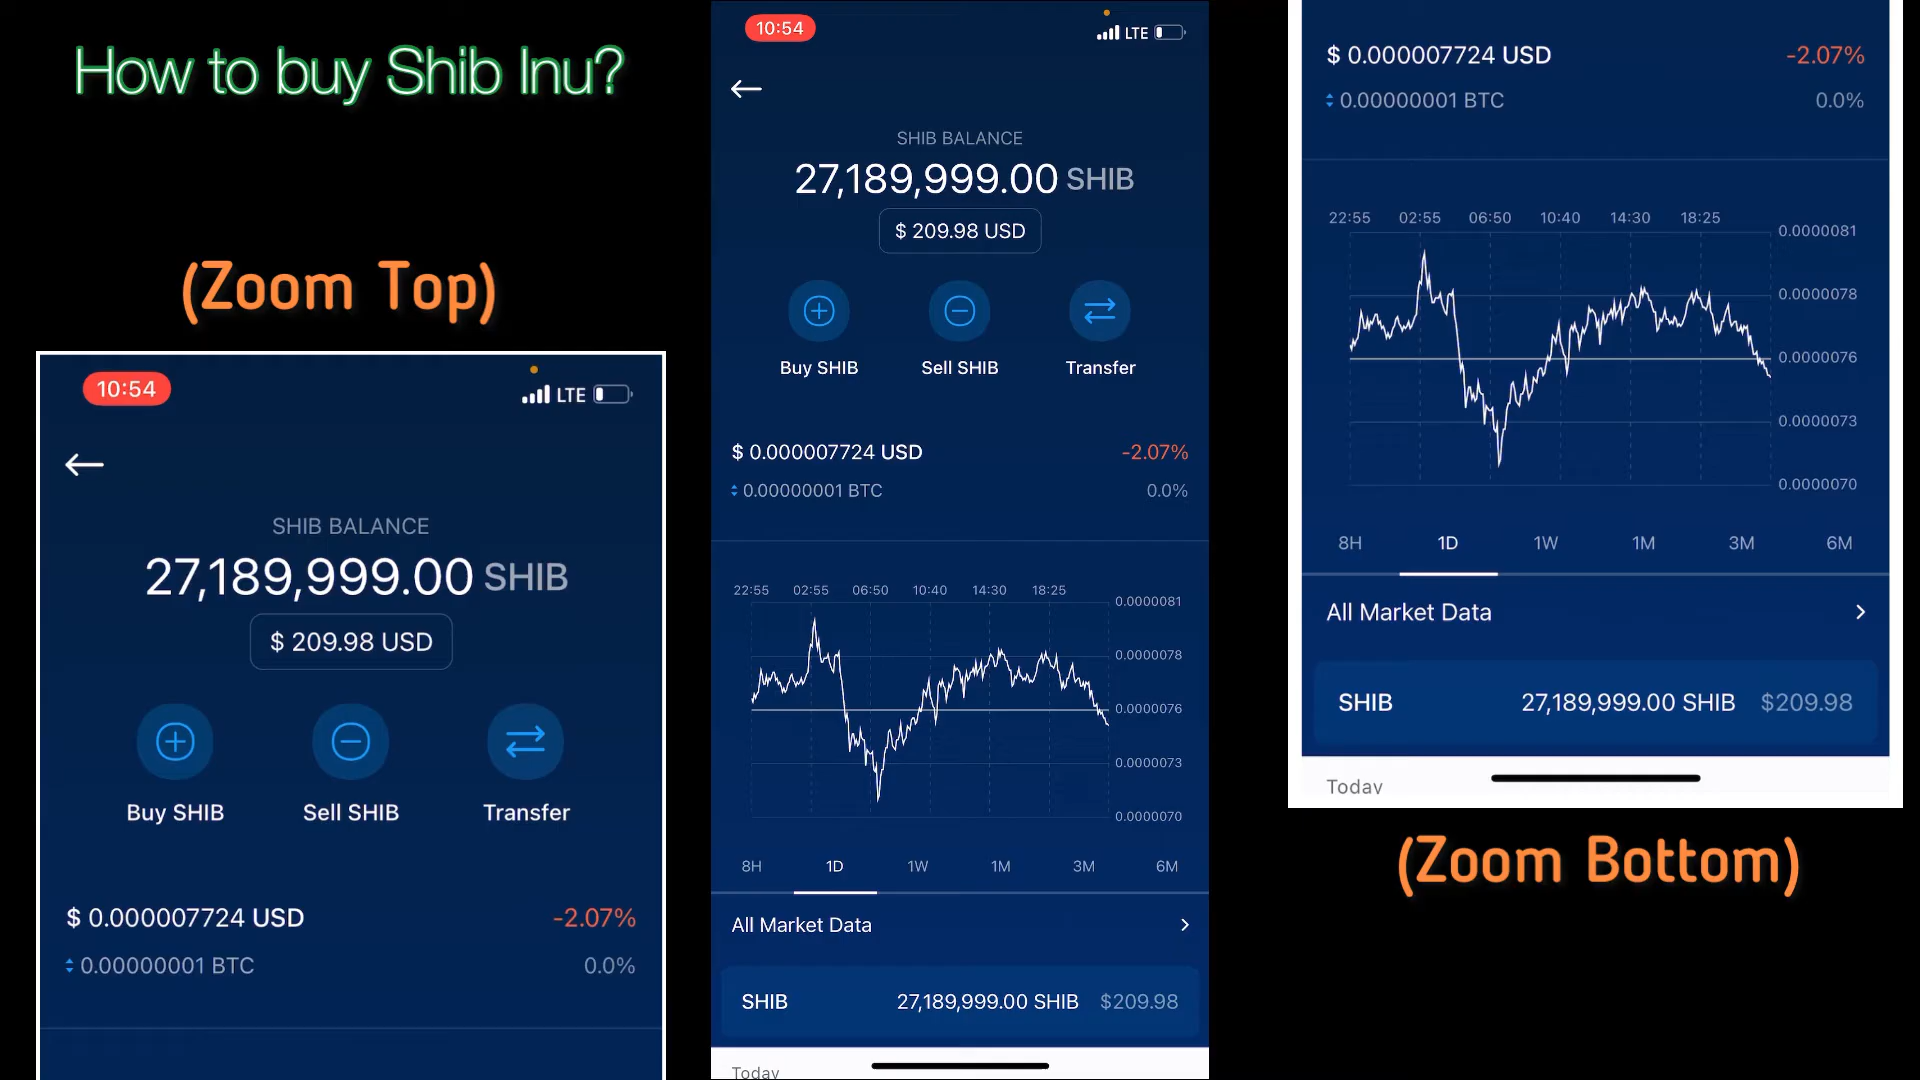 How to buy Shib Inu?
(Zoom Top)
10:54
LTE
SHIB BALANCE
27,189,999.00 SHIB
$ 209.98 USD
Buy SHIB
Sell SHIB
Transfer
$ 0.000007724 USD
-2.07%
0.00000001 BTC
0.0%
10:54
LTE
SHIB BALANCE
27,189,999.00 SHIB
$ 209.98 USD
Buy SHIB
Sell SHIB
Transfer
$ 0.000007724 USD
-2.07%
0.00000001 BTC
0.0%
22:55 02:55 06:50 10:40 14:30 18:25
0.0000081
0.0000078
0.0000076
0.0000073
0.0000070
8H 1D 1W 1M 3M 6M
All Market Data
SHIB 27,189,999.00 SHIB $209.98
Today
$ 0.000007724 USD
-2.07%
0.00000001 BTC
0.0%
22:55 02:55 06:50 10:40 14:30 18:25
0.0000081
0.0000078
0.0000076
0.0000073
0.0000070
8H 1D 1W 1M 3M 6M
All Market Data
SHIB 27,189,999.00 SHIB $209.98
Today
(Zoom Bottom)